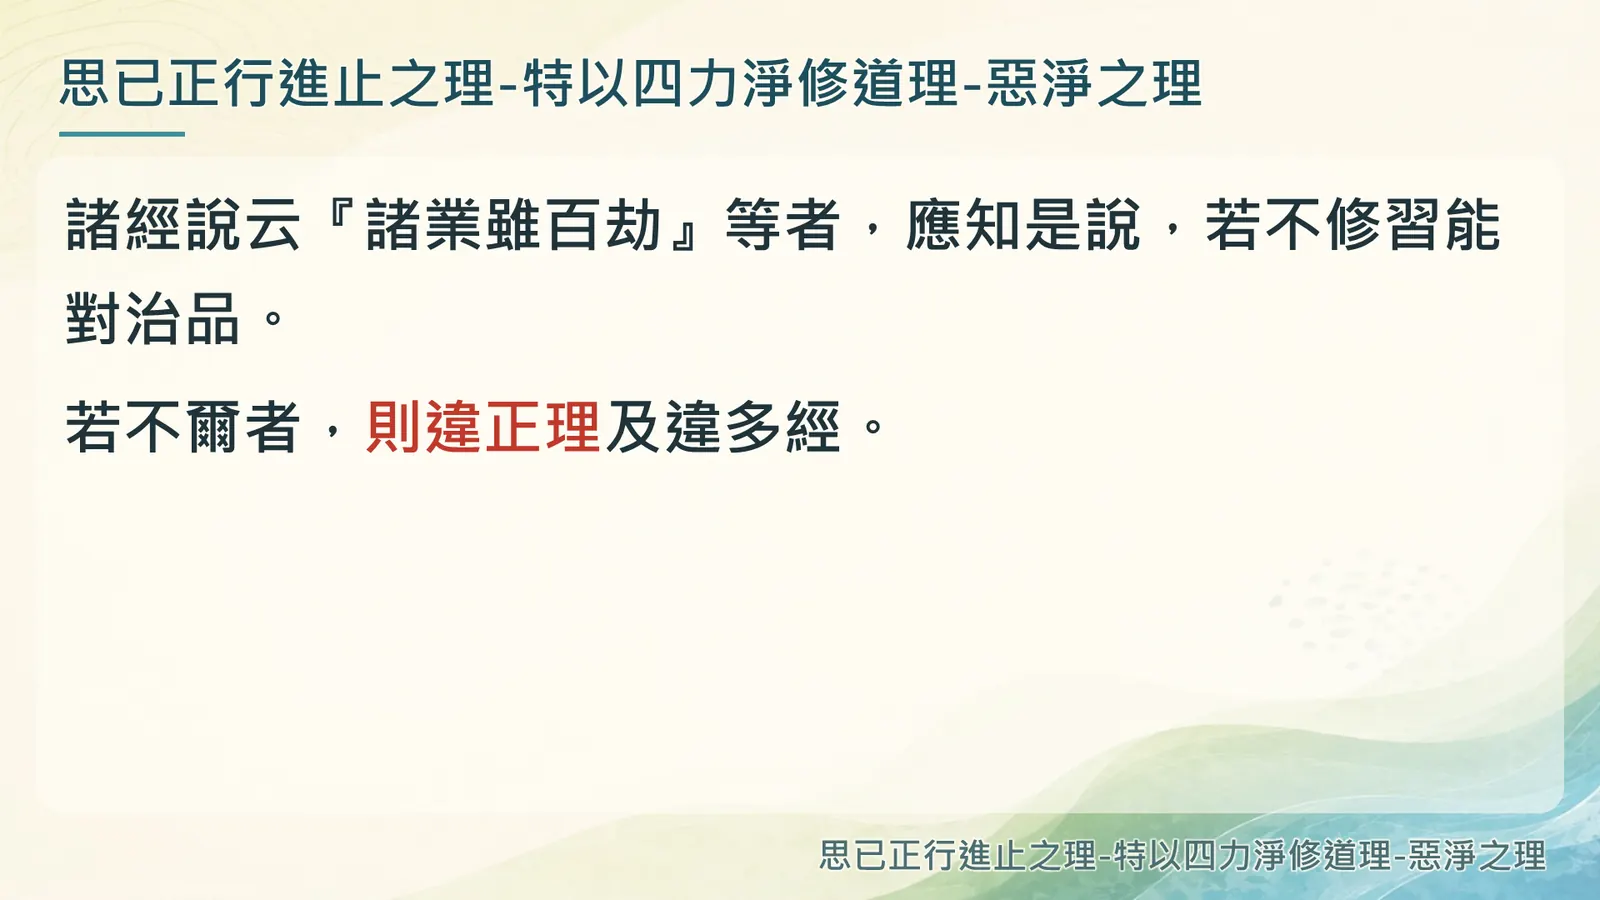 思已正行進止之理-特以四力淨修道理-惡淨之理
諸經說云『諸業雖百劫』等者，應知是說，若不修習能
對治品。
若不爾者，則違正理及違多經。
思已正行進止之理-特以四力淨修道理-惡淨之理